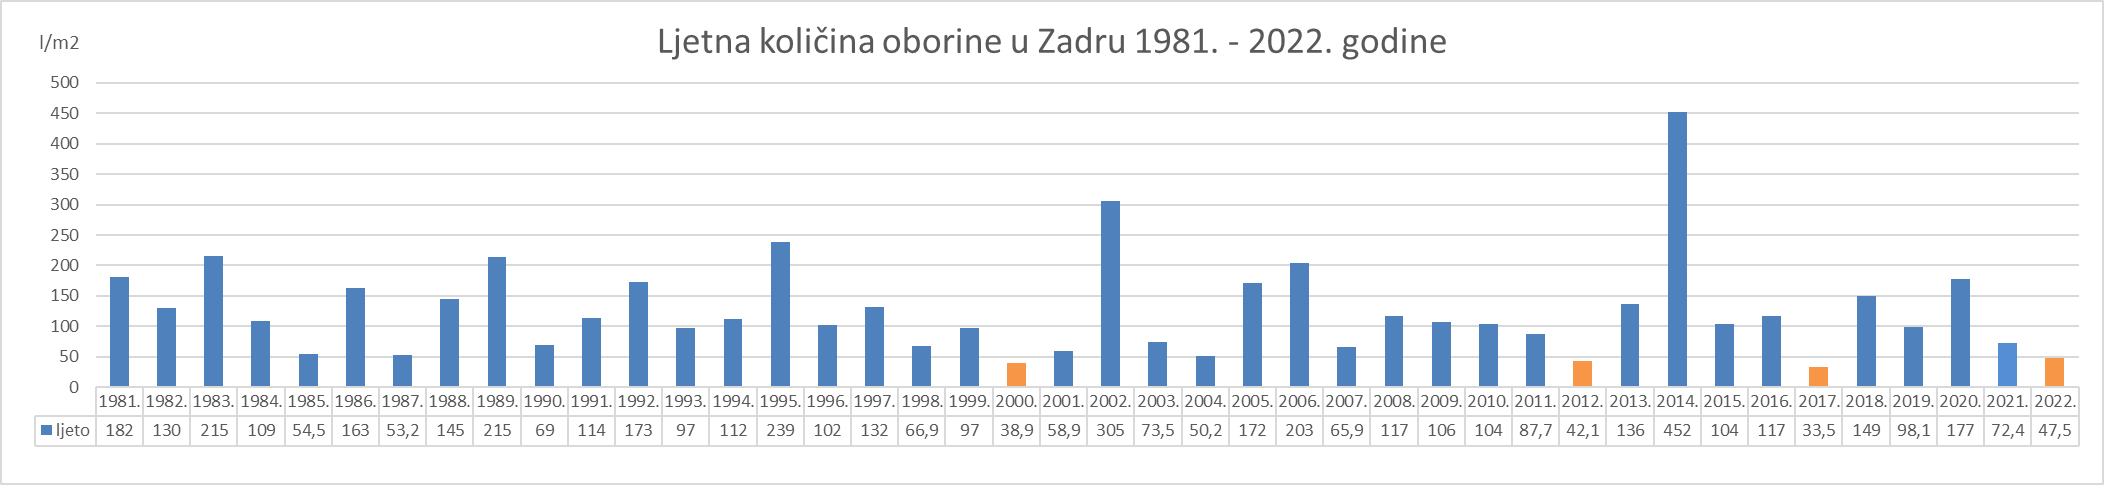 Ljetna količina oborine u Zadru 1981. - 2022. godine
l/m2
500
450
400
350
300
250
200
150
100
50
0
1981. 1982. 1983. 1984. 1985. 1986. 1987. 1988. 1989. 1990. 1991. 1992. 1993. 1994. 1995. 1996. 1997. 1998. 1999. 2000. 2001. 2002. 2003. 2004. 2005. 2006. 2007. 2008. 2009. 2010. 2011. 2012. 2013. 2014. 2015. 2016. 2017. 2018. 2019. 2020. 2021. 2022.
ljeto 182 130 215 109 54,5 163 53,2 145 215 69 114 173 97 112 239 102 132 66,9 97 38,9 58,9 305 73,5 50,2 172 203 65,9 117 106 104 87,7 42,1 136 452 104 117 33,5 149 98,1 177 72,4 47,5